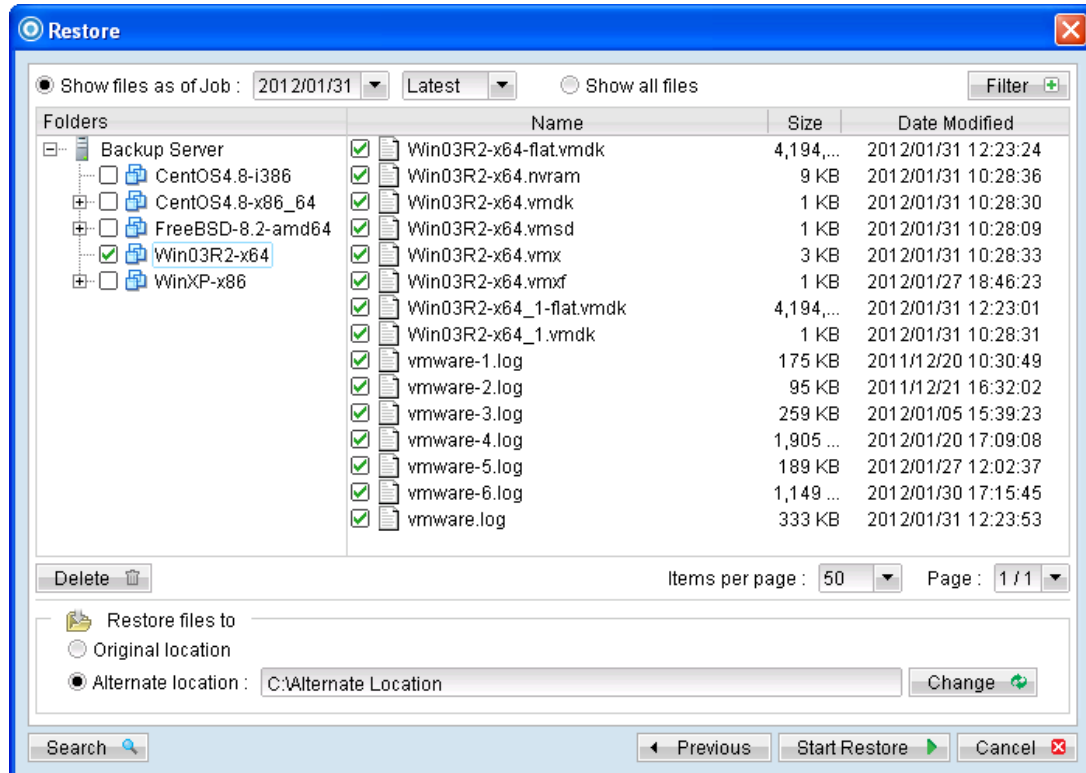 Restore
Show files as of Job : 2012/01/31 Latest Show all files Filter
Folders Name Size Date Modified
Backup Server
CentOS4.8-i386
CentOS4.8-x86_64
FreeBSD-8.2-amd64
Win03R2-x64
WinXP-x86
Win03R2-x64-flat.vmdk 4,194,... 2012/01/31 12:23:24
Win03R2-x64.nvram 9 KB 2012/01/31 10:28:36
Win03R2-x64.vmdk 1 KB 2012/01/31 10:28:30
Win03R2-x64.vmsd 1 KB 2012/01/31 10:28:09
Win03R2-x64.vmx 3 KB 2012/01/31 10:28:33
Win03R2-x64.vmxf 1 KB 2012/01/27 18:46:23
Win03R2-x64_1-flat.vmdk 4,194,... 2012/01/31 12:23:01
Win03R2-x64_1.vmdk 1 KB 2012/01/31 10:28:31
vmware-1.log 175 KB 2011/12/20 10:30:49
vmware-2.log 95 KB 2011/12/21 16:32:02
vmware-3.log 259 KB 2012/01/05 15:39:23
vmware-4.log 1,905 ... 2012/01/20 17:09:08
vmware-5.log 189 KB 2012/01/27 12:02:37
vmware-6.log 1,149 ... 2012/01/30 17:15:45
vmware.log 333 KB 2012/01/31 12:23:53
Delete Items per page : 50 Page : 1 / 1
Restore files to
Original location
Alternate location : C:\Alternate Location Change
Search Previous Start Restore Cancel